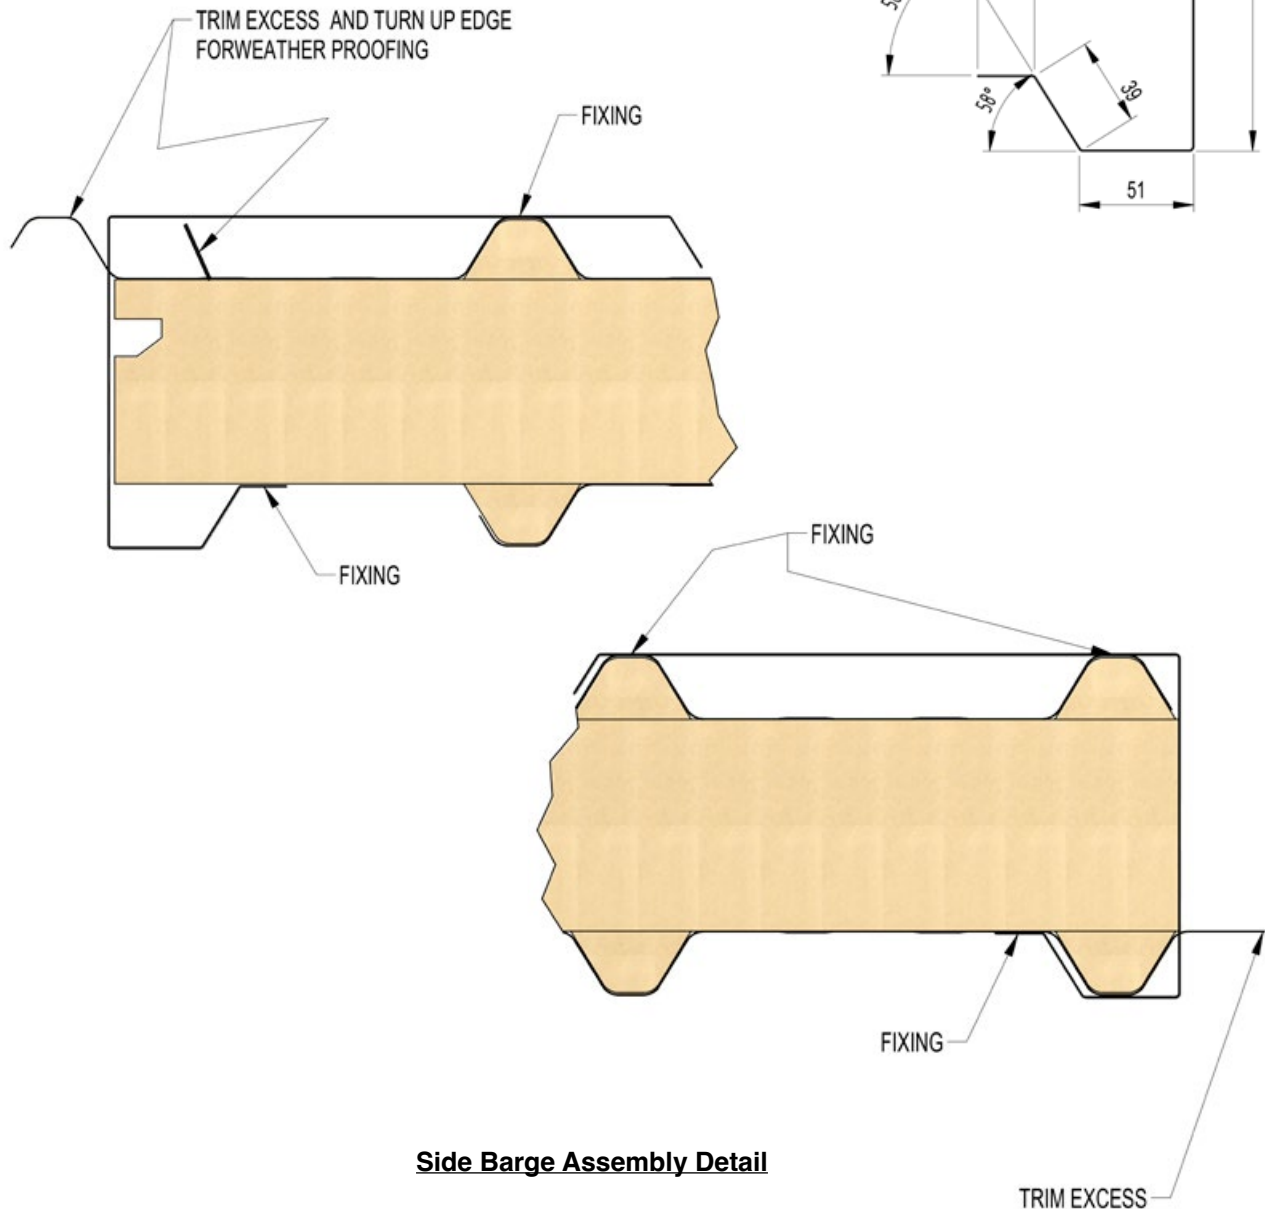 TRIM EXCESS AND TURN UP EDGE
FORWEATHER PROOFING
FIXING
58°
39
51
FIXING
FIXING
FIXING
Side Barge Assembly Detail
TRIM EXCESS